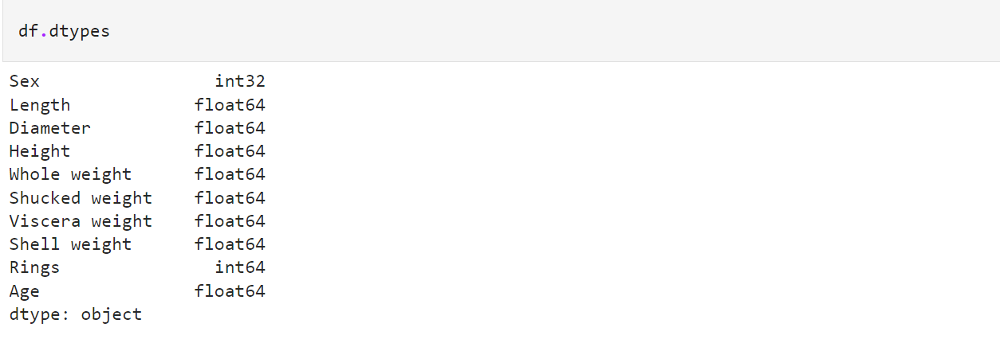 df.dtypes
Sex int32
Length float64
Diameter float64
Height float64
Whole weight float64
Shucked weight float64
Viscera weight float64
Shell weight float64
Rings int64
Age float64
dtype: object